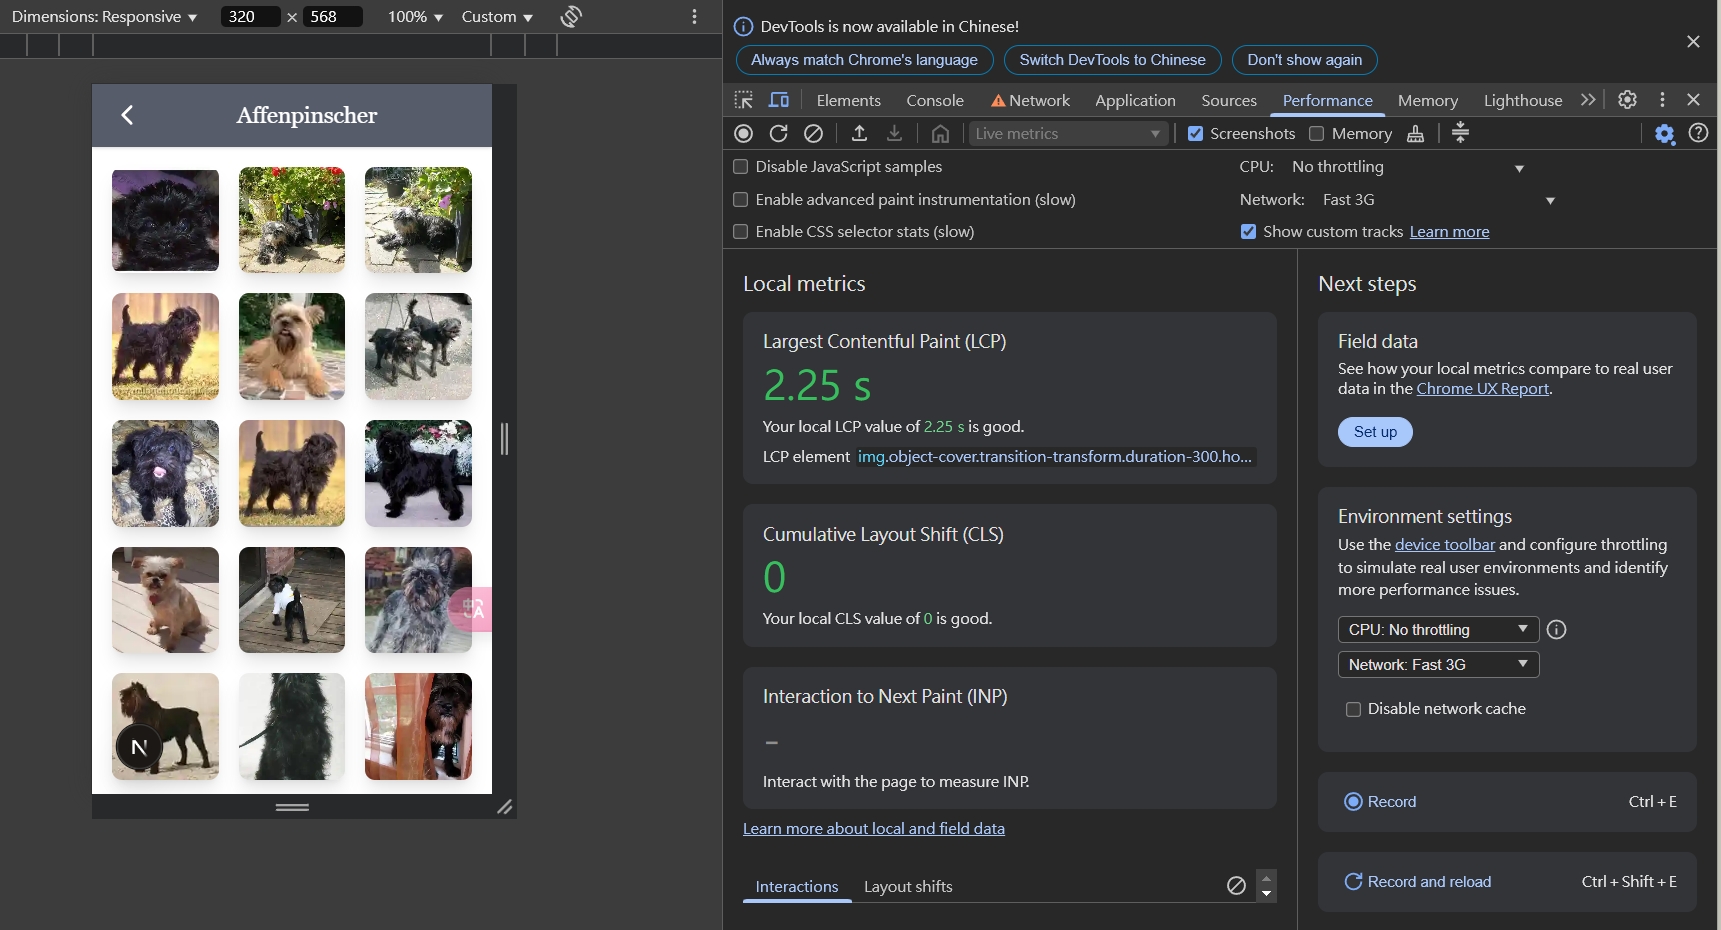 Dimensions: Responsive
320 × 568
100%
Custom
Affenpinscher
N
中A
DevTools is now available in Chinese!
Always match Chrome's language
Switch DevTools to Chinese
Don't show again
Elements
Console
Network
Application
Sources
Performance
Memory
Lighthouse
Live metrics
Screenshots
Memory
Disable JavaScript samples
CPU: No throttling
Enable advanced paint instrumentation (slow)
Network: Fast 3G
Enable CSS selector stats (slow)
Show custom tracks Learn more
Local metrics
Largest Contentful Paint (LCP)
2.25 s
Your local LCP value of 2.25 s is good.
LCP element img.object-cover.transition-transform.duration-300.ho...
Cumulative Layout Shift (CLS)
0
Your local CLS value of 0 is good.
Interaction to Next Paint (INP)
–
Interact with the page to measure INP.
Learn more about local and field data
Interactions
Layout shifts
Next steps
Field data
See how your local metrics compare to real user
data in the Chrome UX Report.
Set up
Environment settings
Use the device toolbar and configure throttling
to simulate real user environments and identify
more performance issues.
CPU: No throttling
Network: Fast 3G
Disable network cache
Record
Ctrl + E
Record and reload
Ctrl + Shift + E